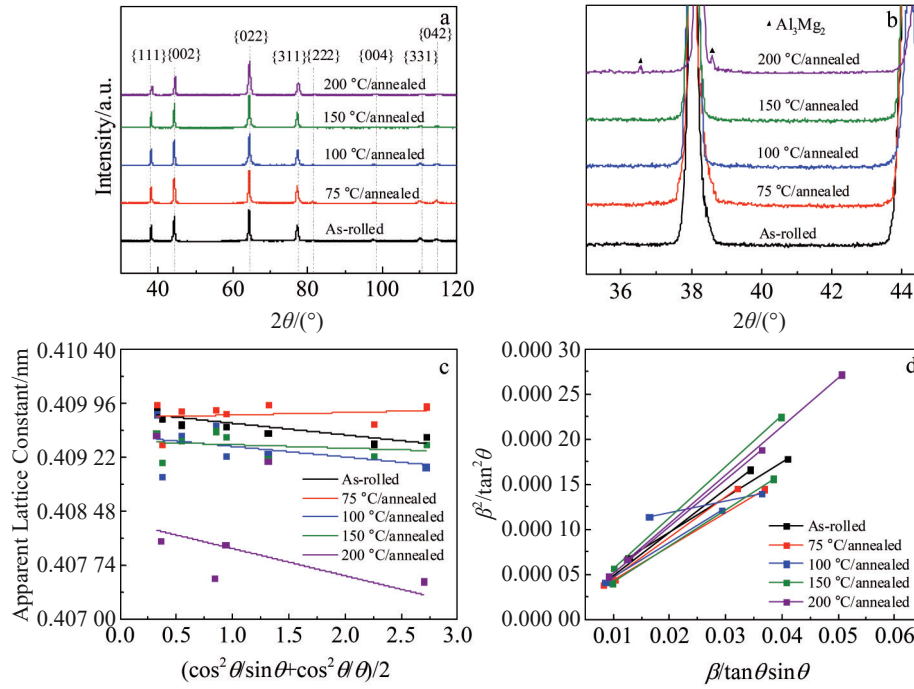 a
{111}
{002}
{022}
{311}
{222}
{004}
{331}
{042}
200 °C/annealed
150 °C/annealed
100 °C/annealed
75 °C/annealed
As-rolled
Intensity/a.u.
40 60 80 100 120
2θ/(°)
b
Al3Mg2
200 °C/annealed
150 °C/annealed
100 °C/annealed
75 °C/annealed
As-rolled
36 38 40 42 44
2θ/(°)
c
0.410 40
0.409 96
0.409 22
0.408 48
0.407 74
0.407 00
Apparent Lattice Constant/nm
As-rolled
75 °C/annealed
100 °C/annealed
150 °C/annealed
200 °C/annealed
0.0 0.5 1.0 1.5 2.0 2.5 3.0
(cos²θ/sinθ+cos²θ/θ)/2
d
0.000 30
0.000 25
0.000 20
0.000 15
0.000 10
0.000 05
0.000 00
β²/tan²θ
As-rolled
75 °C/annealed
100 °C/annealed
150 °C/annealed
200 °C/annealed
0.01 0.02 0.03 0.04 0.05 0.06
β/tanθsinθ